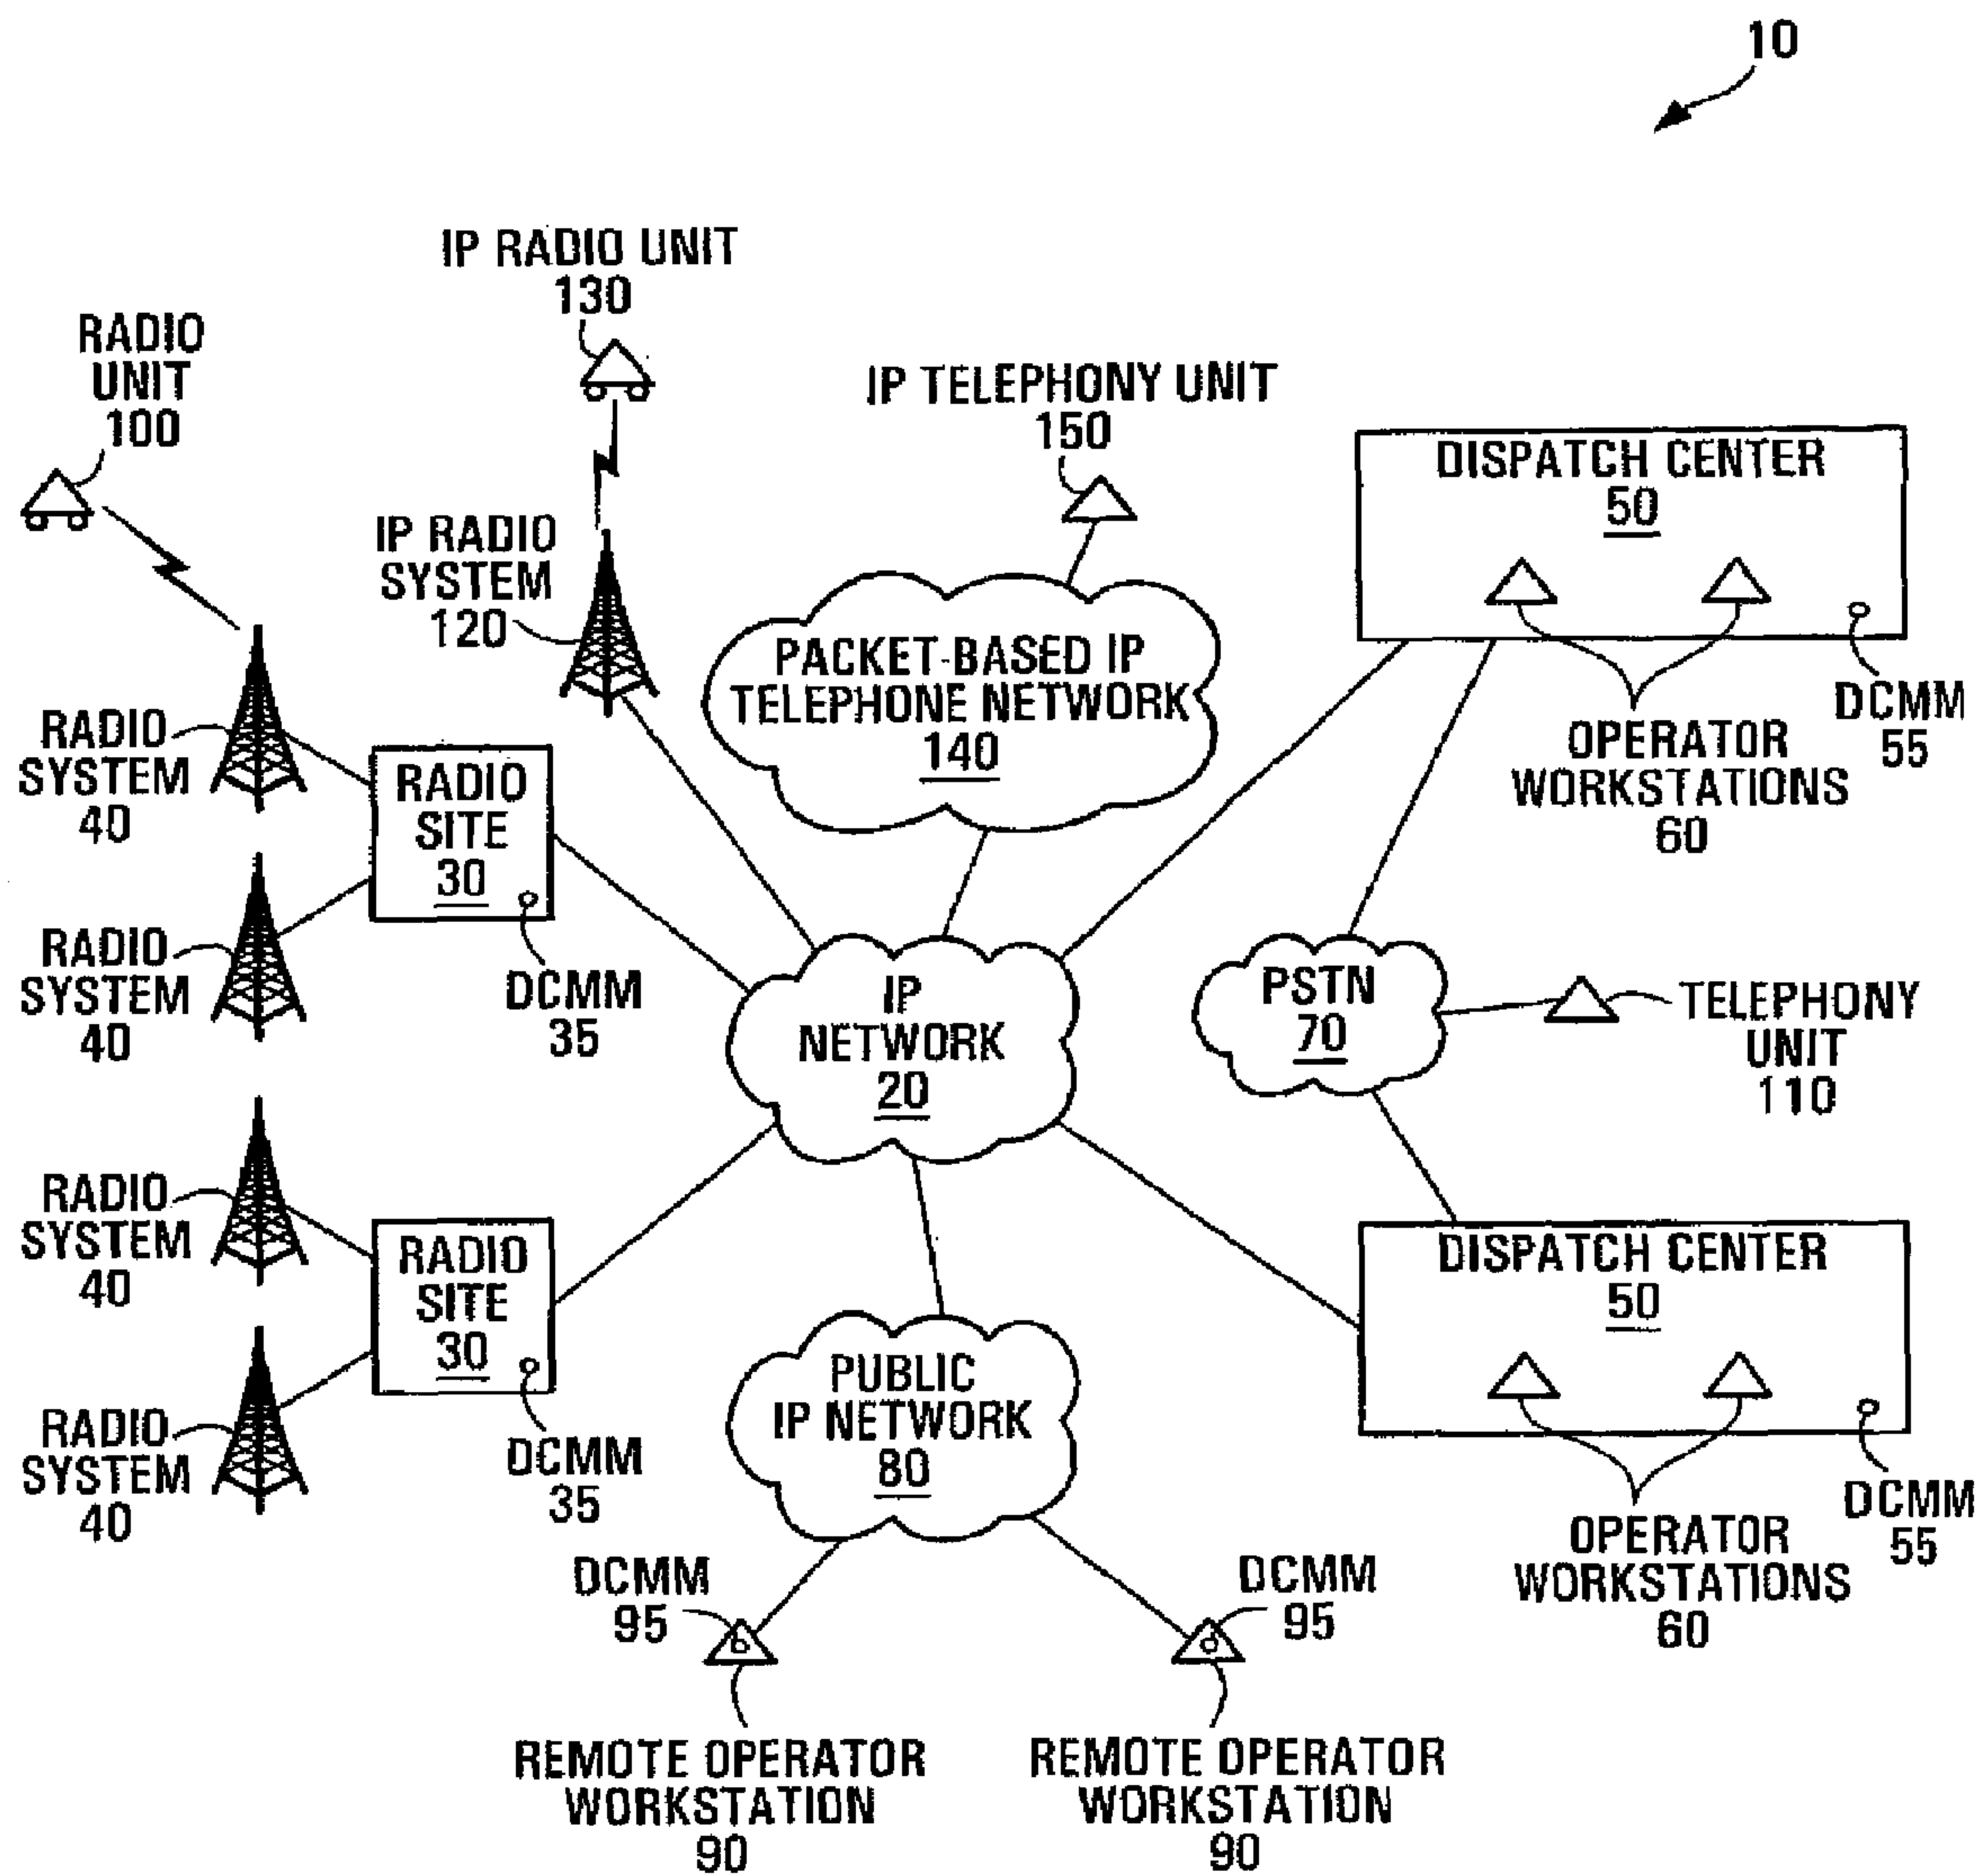 10
IP RADIO UNIT
130
RADIO
UNIT
100
IP TELEPHONY UNIT
150
DISPATCH CENTER
50
IP RADIO
SYSTEM
120
PACKET-BASED IP
TELEPHONE NETWORK
140
DCMM
55
OPERATOR
WORKSTATIONS
60
RADIO
SYSTEM
40
RADIO
SITE
30
DCMM
35
RADIO
SYSTEM
40
IP
NETWORK
20
PSTN
70
TELEPHONY
UNIT
110
RADIO
SYSTEM
40
RADIO
SITE
30
DCMM
35
RADIO
SYSTEM
40
DISPATCH CENTER
50
DCMM
55
OPERATOR
WORKSTATIONS
60
PUBLIC
IP NETWORK
80
DCMM
95
DCMM
95
REMOTE OPERATOR
WORKSTATION
90
REMOTE OPERATOR
WORKSTATION
90